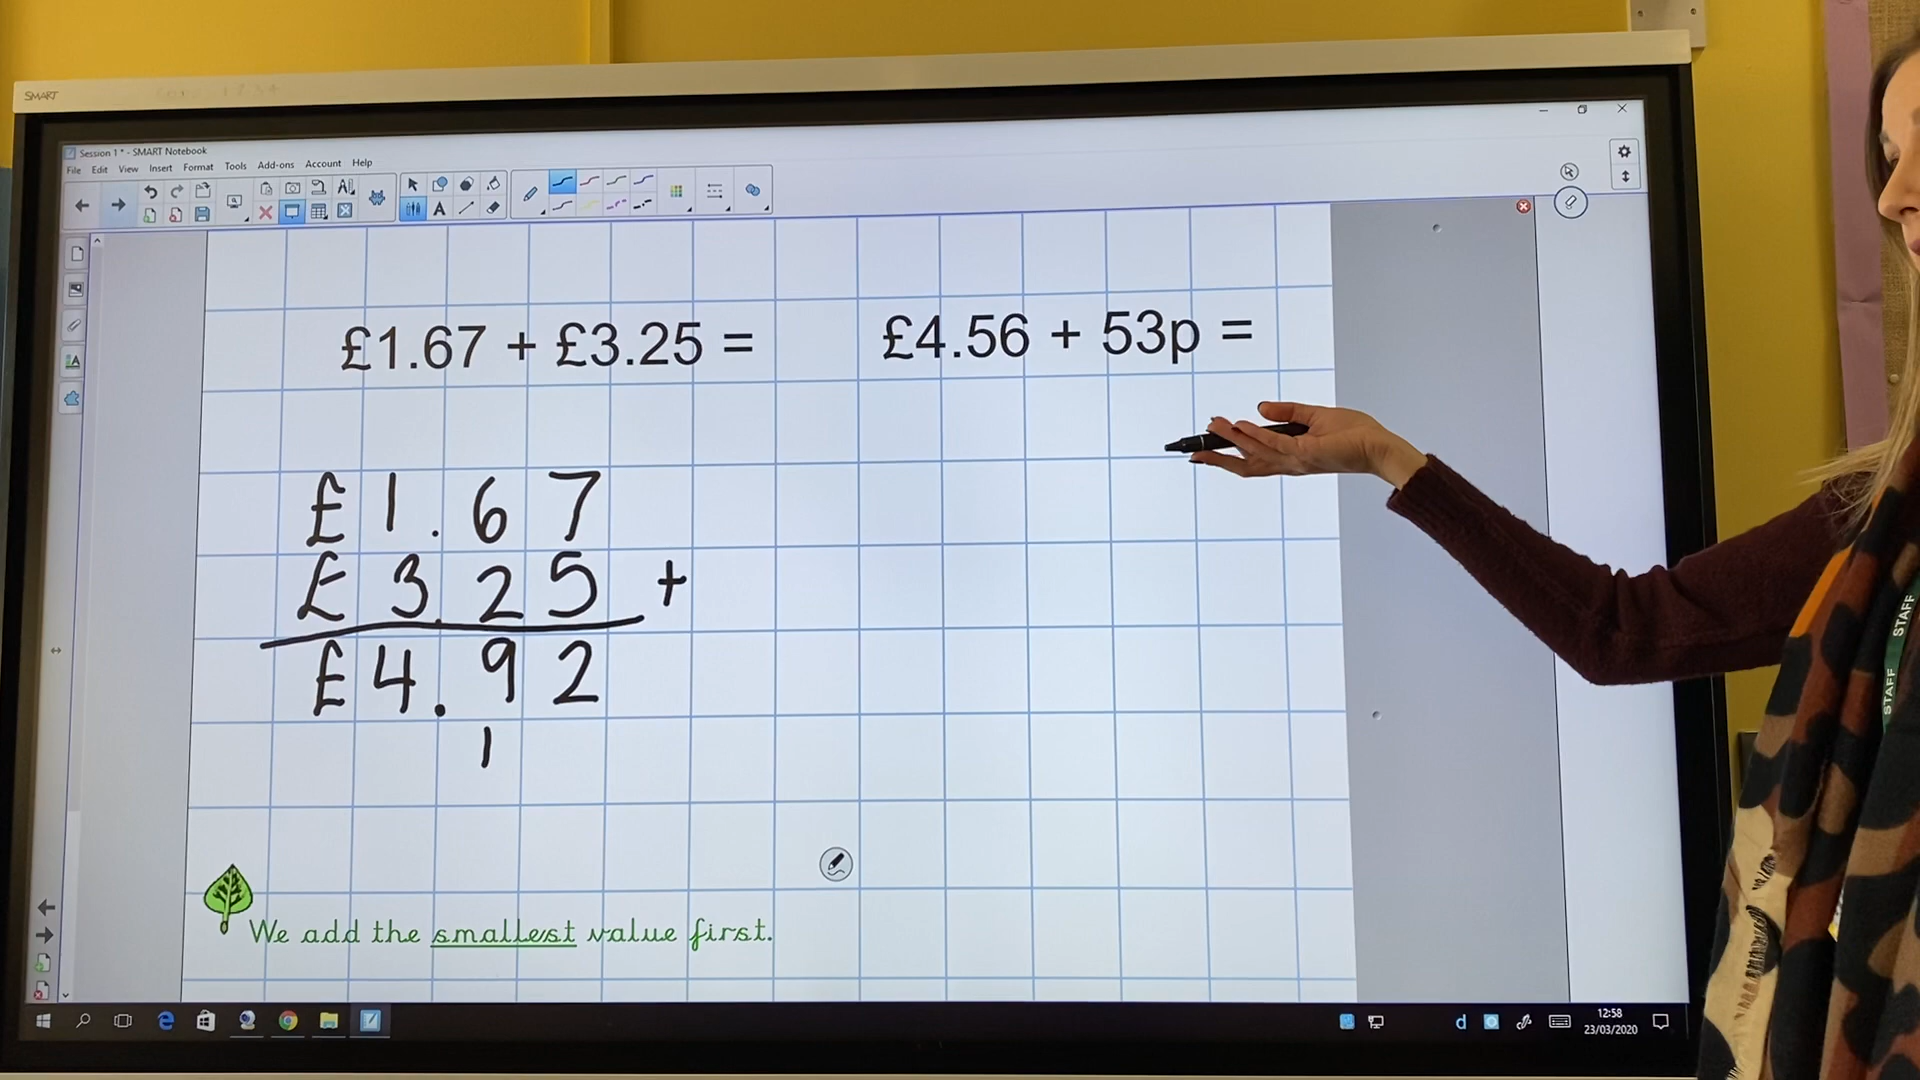 SMART
Session 1 * - SMART Notebook
File Edit View Insert Format Tools Add-ons Account Help
£1.67 + £3.25 =
£4.56 + 53p =
£1.67
£3.25 +
£4.92
1
We add the smallest value first.
STAFF
STAFF
12:58
23/03/2020